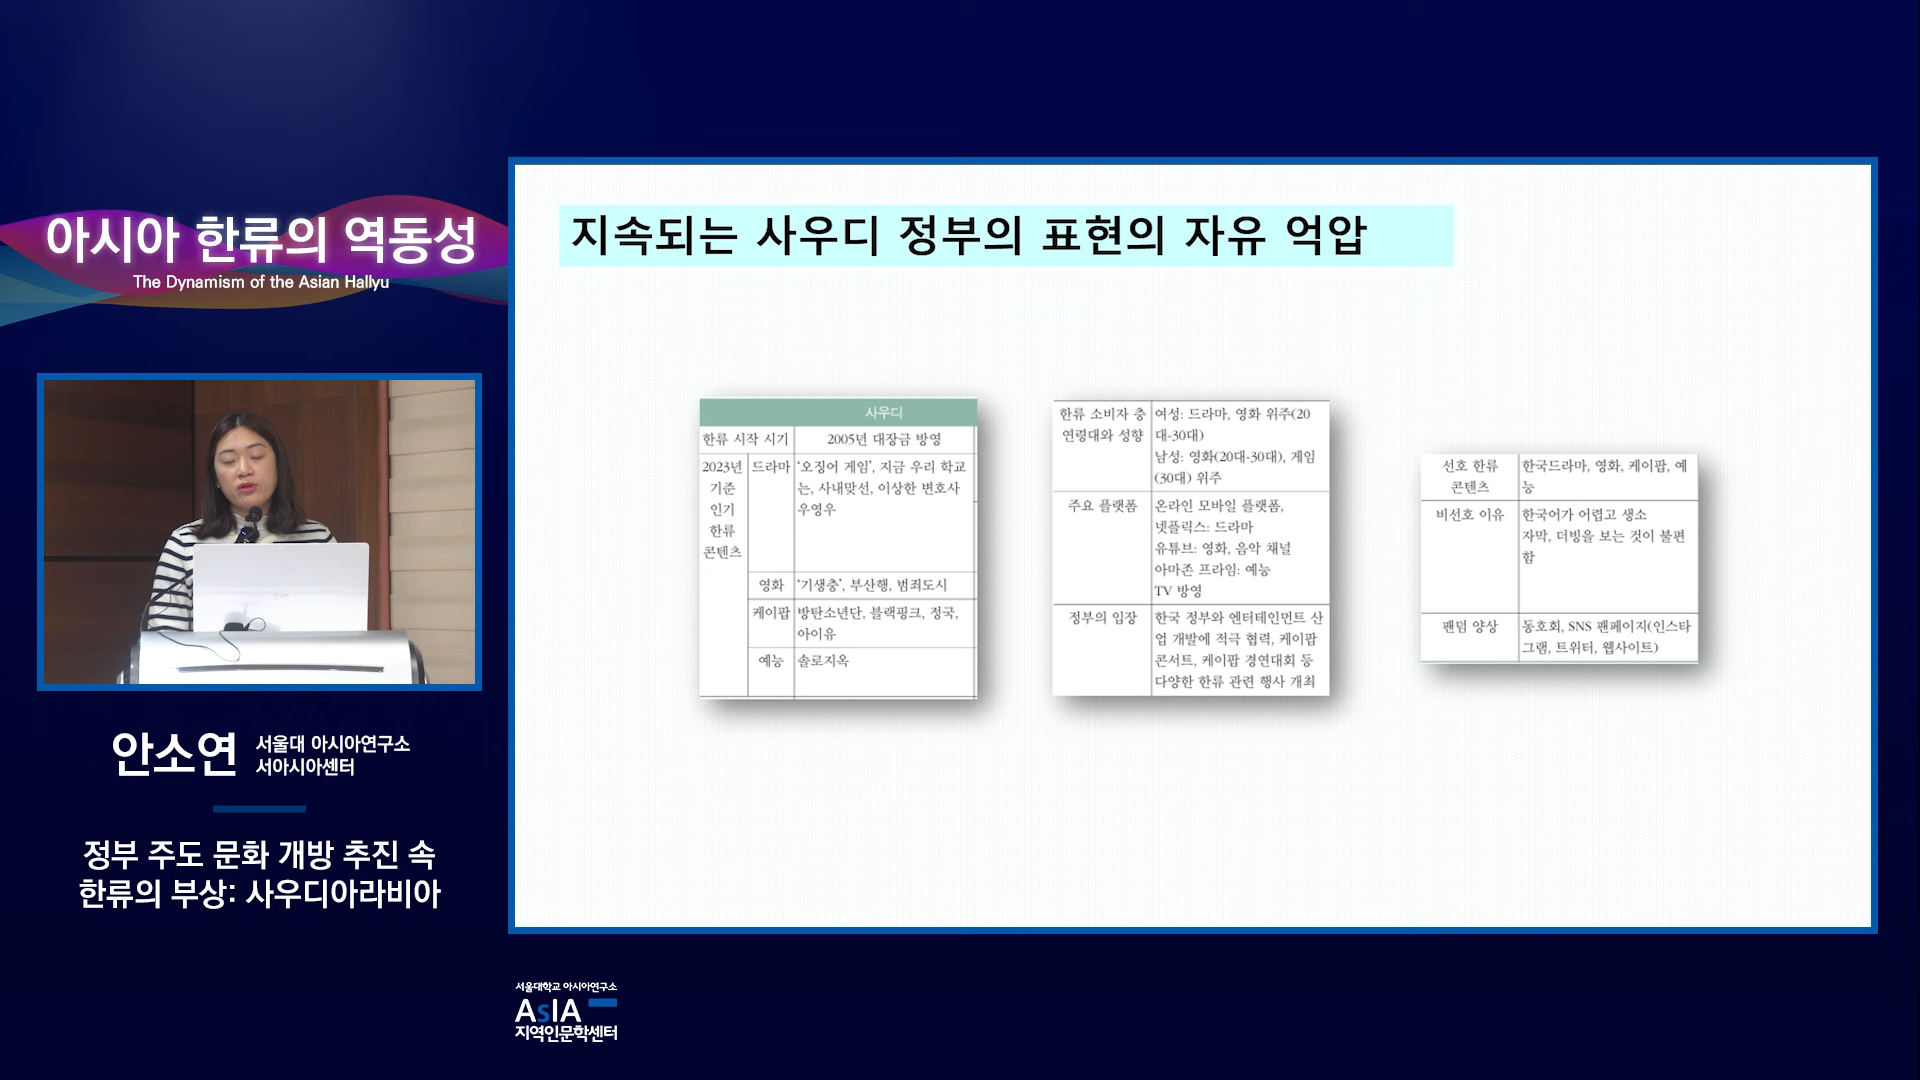 아시아 한류의 역동성
The Dynamism of the Asian Hallyu
안소연
서울대 아시아연구소
서아시아센터
정부 주도 문화 개방 추진 속
한류의 부상: 사우디아라비아
지속되는 사우디 정부의 표현의 자유 억압
사우디
한류 시작 시기
2005년 대장금 방영
2023년
기준
인기
한류
콘텐츠
드라마
‘오징어 게임’, 지금 우리 학교
는, 사내맞선, 이상한 변호사
우영우
영화
‘기생충’, 부산행, 범죄도시
케이팝
방탄소년단, 블랙핑크, 정국,
아이유
예능
솔로지옥
한류 소비자 층
연령대와 성향
여성: 드라마, 영화 위주(20
대-30대)
남성: 영화(20대-30대), 게임
(30대) 위주
주요 플랫폼
온라인 모바일 플랫폼,
넷플릭스: 드라마
유튜브: 영화, 음악 채널
아마존 프라임: 예능
TV 방영
정부의 입장
한국 정부와 엔터테인먼트 산
업 개발에 적극 협력, 케이팝
콘서트, 케이팝 경연대회 등
다양한 한류 관련 행사 개최
선호 한류
콘텐츠
한국드라마, 영화, 케이팝, 예
능
비선호 이유
한국어가 어렵고 생소
자막, 더빙을 보는 것이 불편
함
팬덤 양상
동호회, SNS 팬페이지(인스타
그램, 트위터, 웹사이트)
서울대학교 아시아연구소
AsIA
지역인문학센터